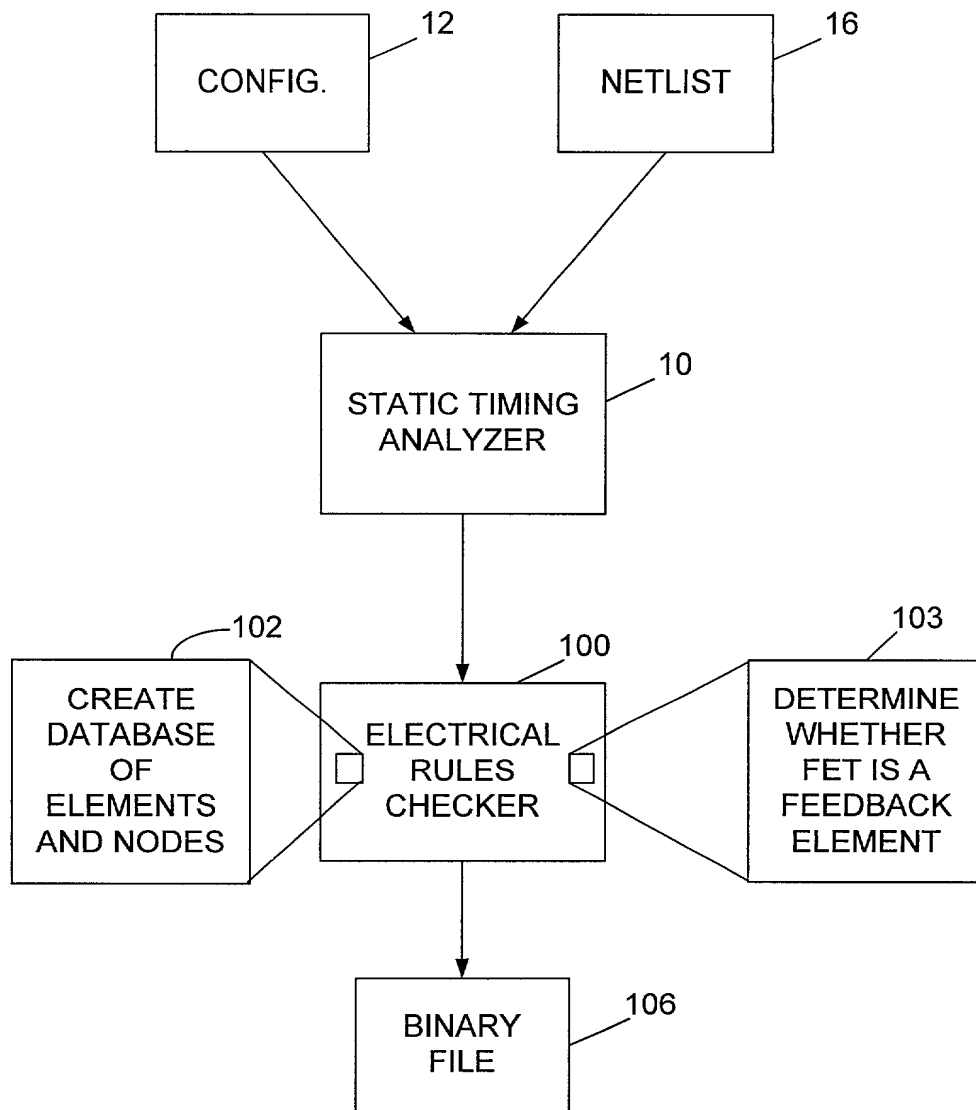 12
16
CONFIG.
NETLIST
10
STATIC TIMING
ANALYZER
102
100
103
CREATE
DATABASE
OF
ELEMENTS
AND NODES
ELECTRICAL
RULES
CHECKER
DETERMINE
WHETHER
FET IS A
FEEDBACK
ELEMENT
106
BINARY
FILE